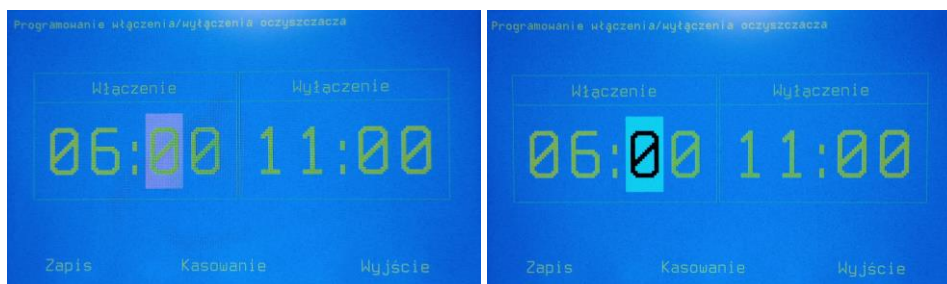 Programowanie włączenia/wyłączenia oczyszczacza
Włączenie Wyłączenie
06:00 11:00
Zapis Kasowanie Wyjście
Programowanie włączenia/wyłączenia oczyszczacza
Włączenie Wyłączenie
06:00 11:00
Zapis Kasowanie Wyjście